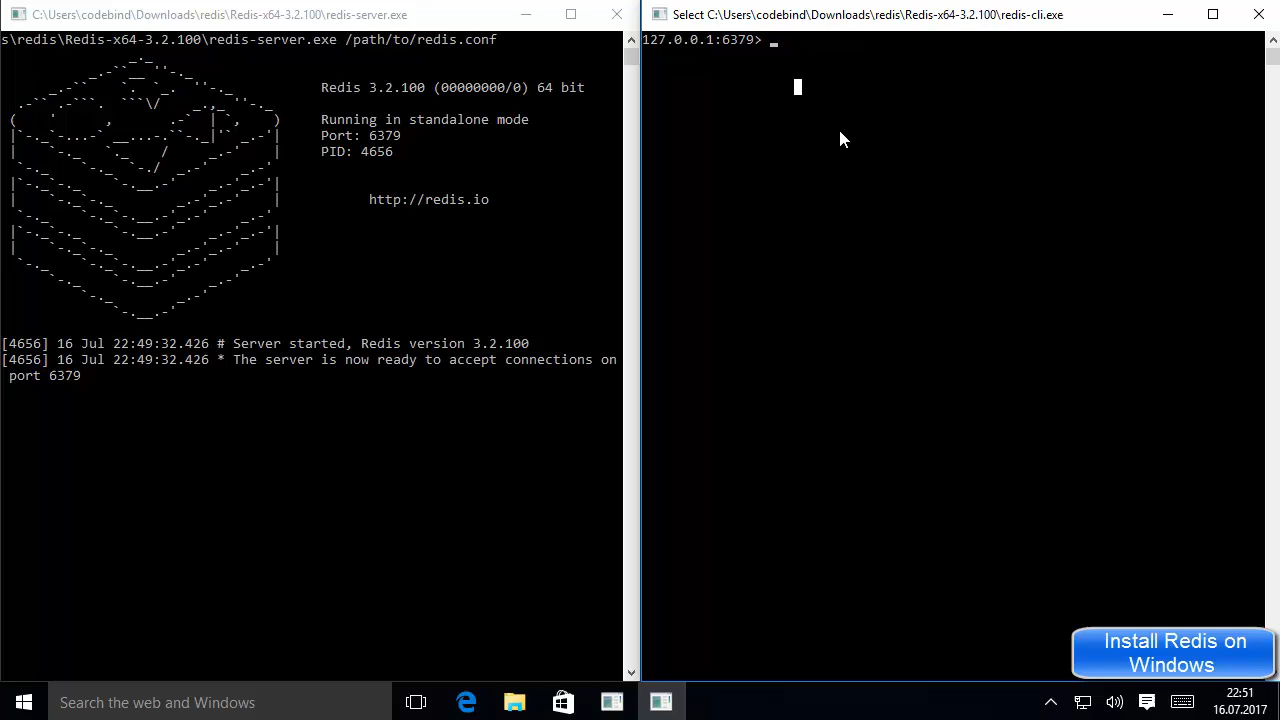 C:\Users\codebind\Downloads\redis\Redis-x64-3.2.100\redis-server.exe
s\redis\Redis-x64-3.2.100\redis-server.exe /path/to/redis.conf
Redis 3.2.100 (00000000/0) 64 bit
Running in standalone mode
Port: 6379
PID: 4656
http://redis.io
[4656] 16 Jul 22:49:32.426 # Server started, Redis version 3.2.100
[4656] 16 Jul 22:49:32.426 * The server is now ready to accept connections on
port 6379
Select C:\Users\codebind\Downloads\redis\Redis-x64-3.2.100\redis-cli.exe
127.0.0.1:6379>
Install Redis on
Windows
Search the web and Windows
22:51
16.07.2017